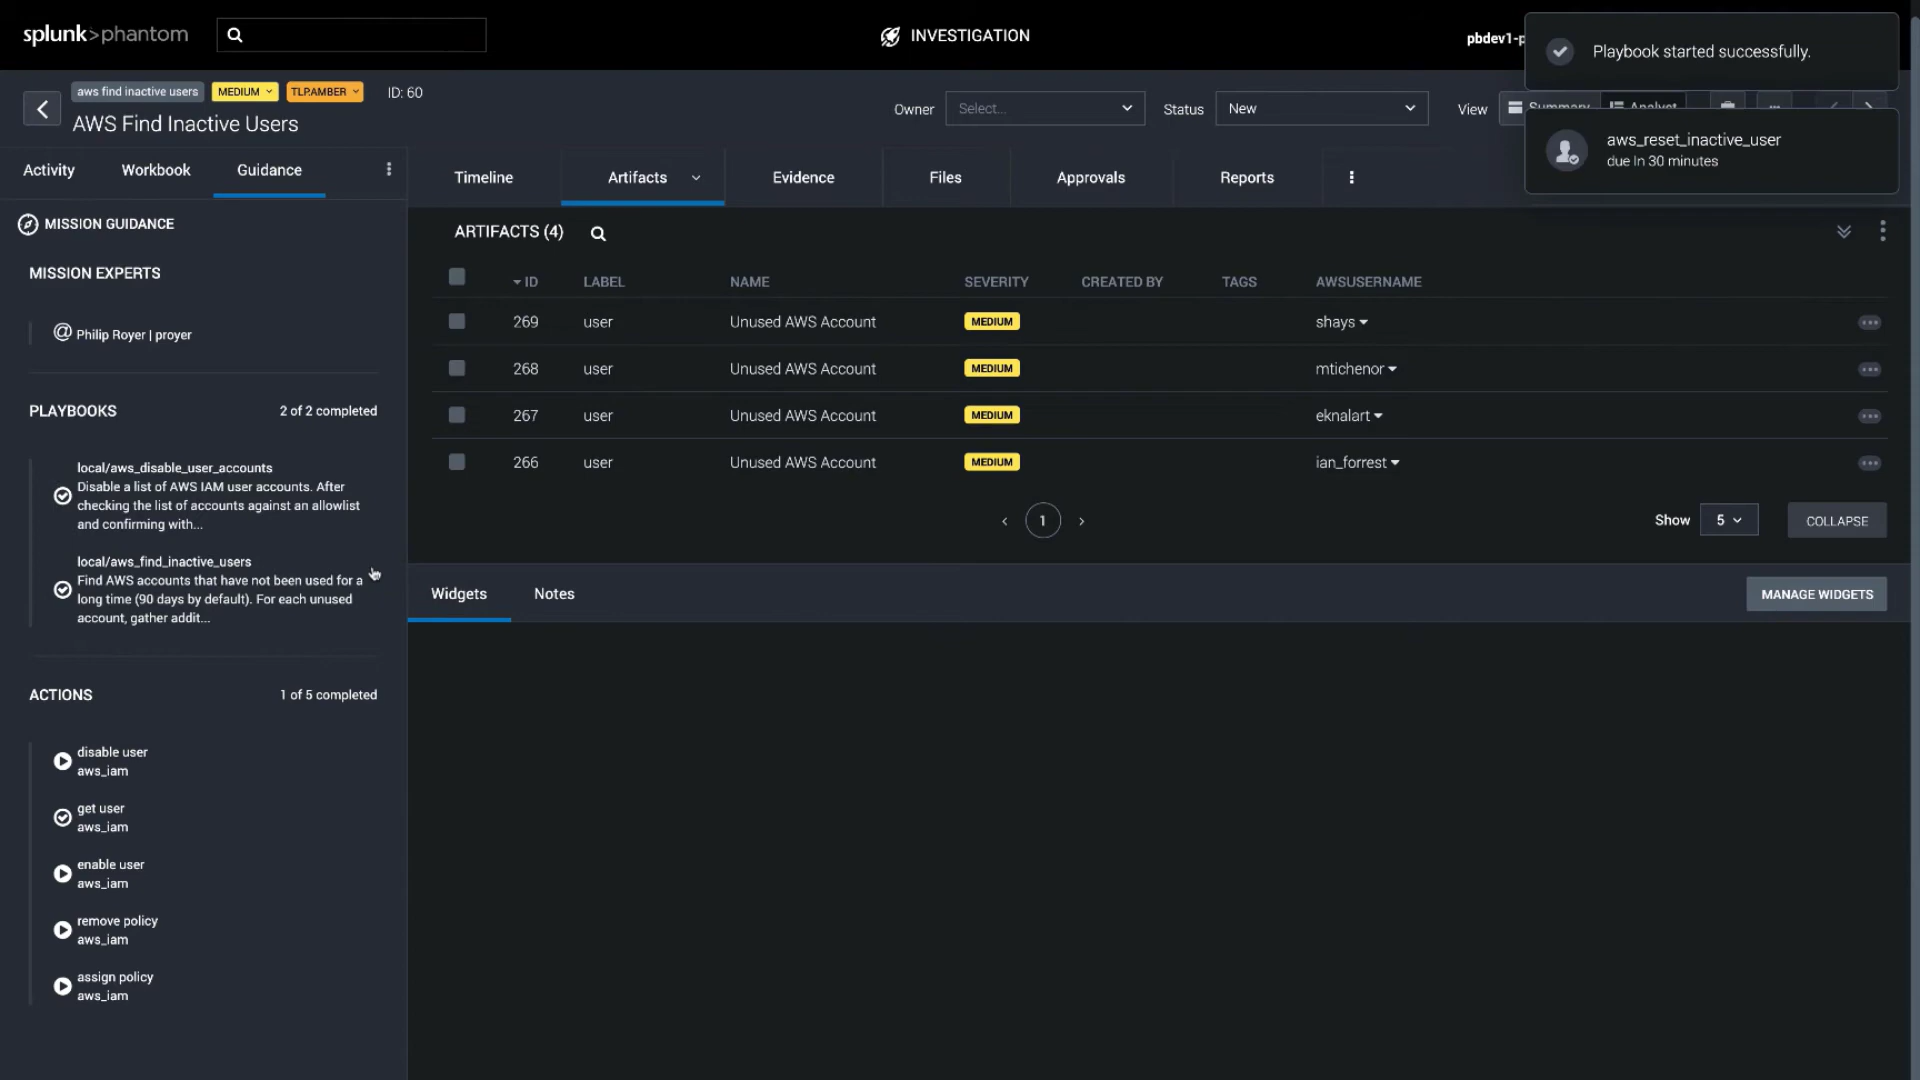 splunk>phantom
INVESTIGATION
pbdev1-p
Playbook started successfully.
aws find inactive users
MEDIUM
TLP:AMBER
ID: 60
AWS Find Inactive Users
Owner
Select...
Status
New
View
Summary
Analyst
aws_reset_inactive_user
due in 30 minutes
Activity
Workbook
Guidance
Timeline
Artifacts
Evidence
Files
Approvals
Reports
MISSION GUIDANCE
MISSION EXPERTS
@ Philip Royer | proyer
PLAYBOOKS
2 of 2 completed
local/aws_disable_user_accounts
Disable a list of AWS IAM user accounts. After
checking the list of accounts against an allowlist
and confirming with...
local/aws_find_inactive_users
Find AWS accounts that have not been used for a
long time (90 days by default). For each unused
account, gather addit...
ACTIONS
1 of 5 completed
disable user
aws_iam
get user
aws_iam
enable user
aws_iam
remove policy
aws_iam
assign policy
aws_iam
ARTIFACTS (4)
ID LABEL NAME SEVERITY CREATED BY TAGS AWSUSERNAME
269 user Unused AWS Account MEDIUM shays
268 user Unused AWS Account MEDIUM mtichenor
267 user Unused AWS Account MEDIUM eknalart
266 user Unused AWS Account MEDIUM ian_forrest
1
Show
5
COLLAPSE
Widgets
Notes
MANAGE WIDGETS